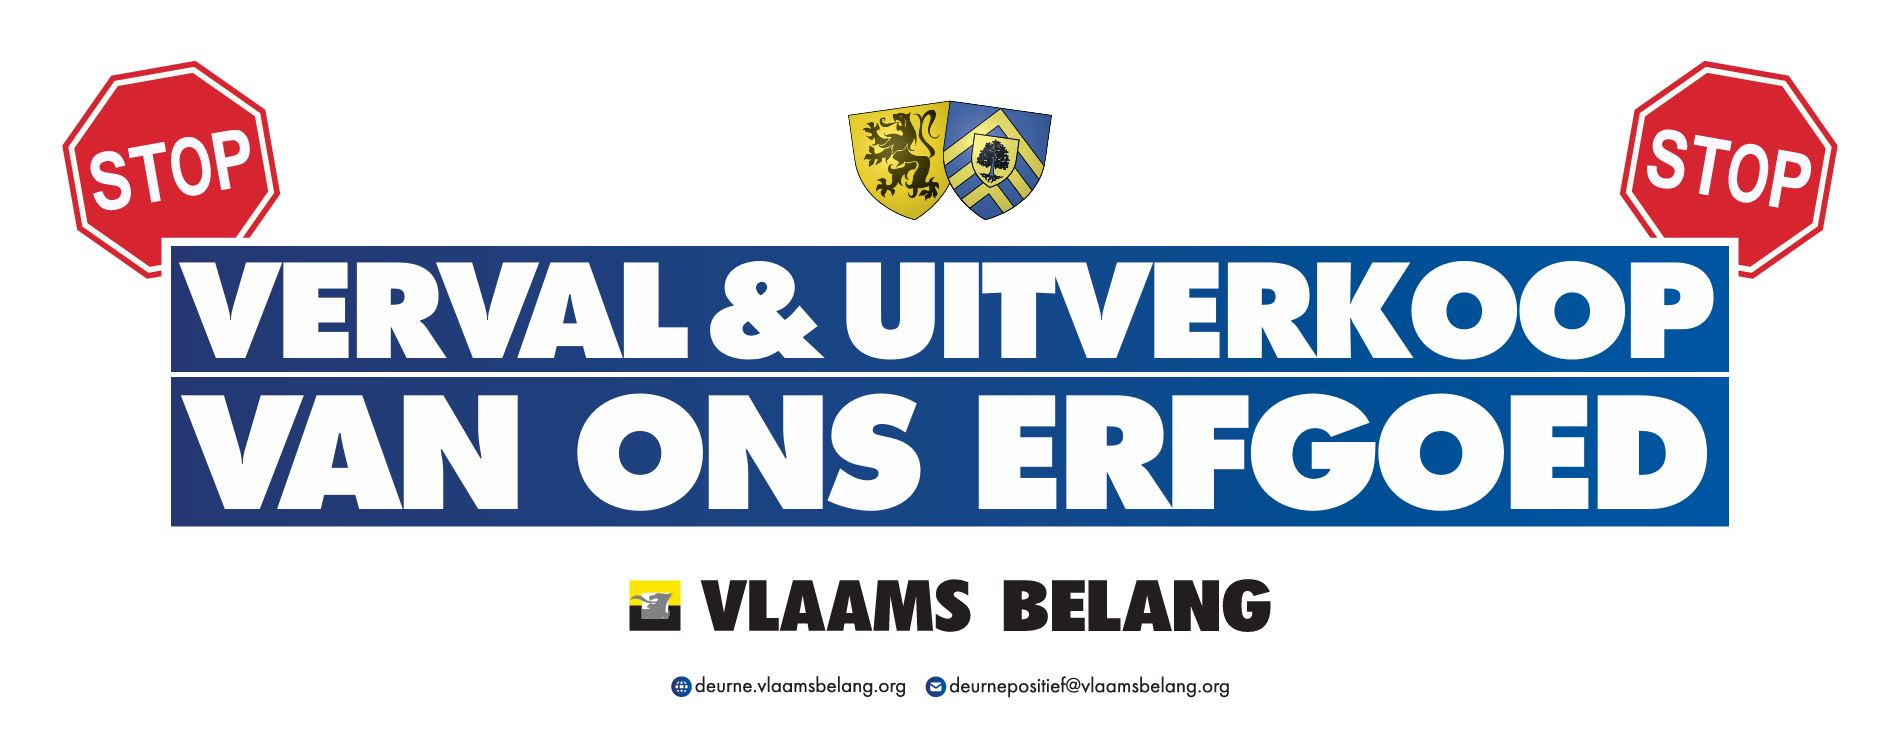 STOP
STOP
VERVAL & UITVERKOOP
VAN ONS ERFGOED
VLAAMS BELANG
deurne.vlaamsbelang.org deurnepositief@vlaamsbelang.org